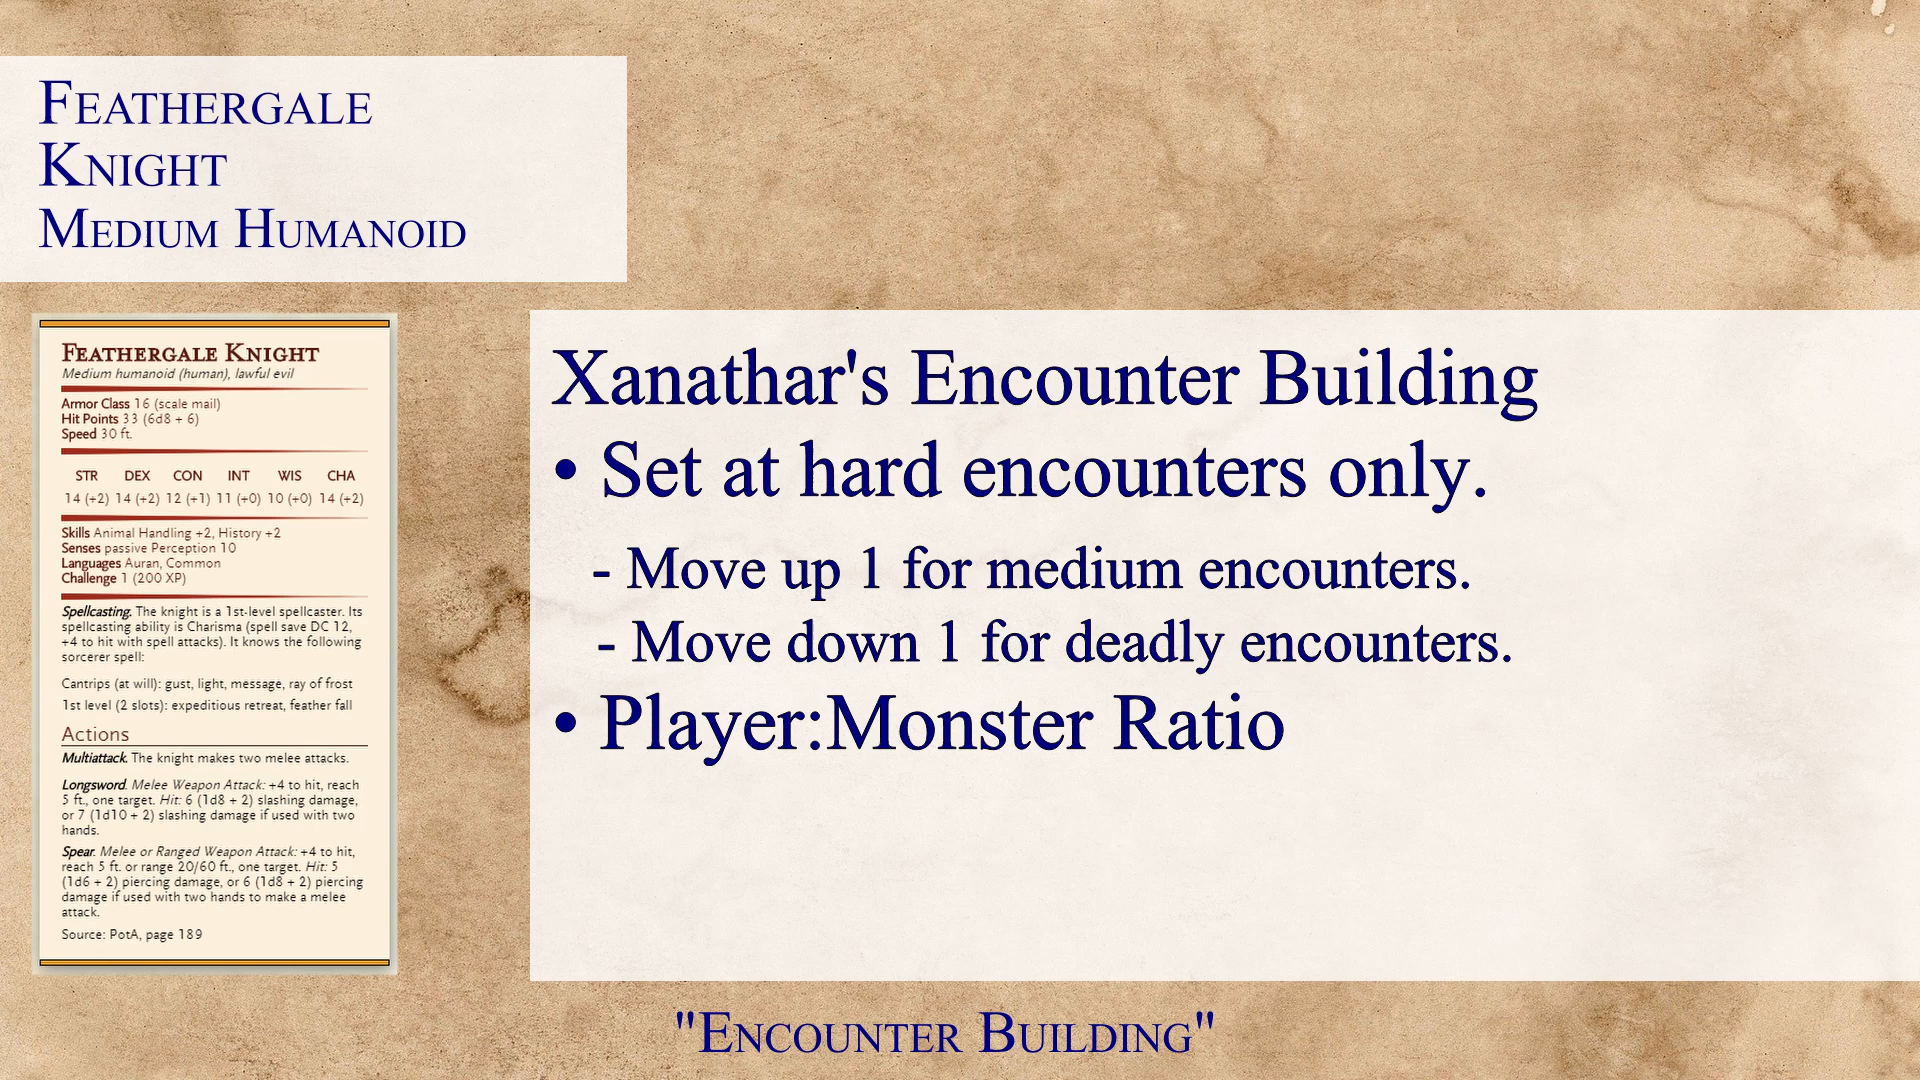 Feathergale
Knight
Medium Humanoid
Feathergale Knight
Medium humanoid (human), lawful evil
Armor Class 16 (scale mail)
Hit Points 33 (6d8 + 6)
Speed 30 ft.
STR DEX CON INT WIS CHA
14 (+2) 14 (+2) 12 (+1) 11 (+0) 10 (+0) 14 (+2)
Skills Animal Handling +2, History +2
Senses passive Perception 10
Languages Auran, Common
Challenge 1 (200 XP)
Spellcasting. The knight is a 1st-level spellcaster. Its
spellcasting ability is Charisma (spell save DC 12,
+4 to hit with spell attacks). It knows the following
sorcerer spell:
Cantrips (at will): gust, light, message, ray of frost
1st level (2 slots): expeditious retreat, feather fall
Actions
Multiattack. The knight makes two melee attacks.
Longsword. Melee Weapon Attack: +4 to hit, reach
5 ft., one target. Hit: 6 (1d8 + 2) slashing damage,
or 7 (1d10 + 2) slashing damage if used with two
hands.
Spear. Melee or Ranged Weapon Attack: +4 to hit,
reach 5 ft. or range 20/60 ft., one target. Hit: 5
(1d6 + 2) piercing damage, or 6 (1d8 + 2) piercing
damage if used with two hands to make a melee
attack.
Source: PotA, page 189
Xanathar's Encounter Building
• Set at hard encounters only.
- Move up 1 for medium encounters.
- Move down 1 for deadly encounters.
• Player:Monster Ratio
"Encounter Building"